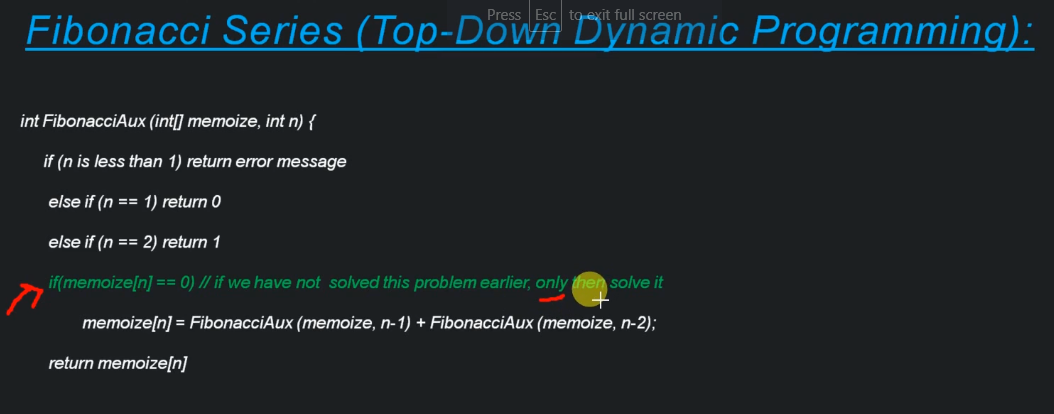 Press Esc to exit full screen
Fibonacci Series (Top-Down Dynamic Programming):
int FibonacciAux (int[] memoize, int n) {
if (n is less than 1) return error message
else if (n == 1) return 0
else if (n == 2) return 1
if(memoize[n] == 0) // if we have not solved this problem earlier, only then solve it
memoize[n] = FibonacciAux (memoize, n-1) + FibonacciAux (memoize, n-2);
return memoize[n]